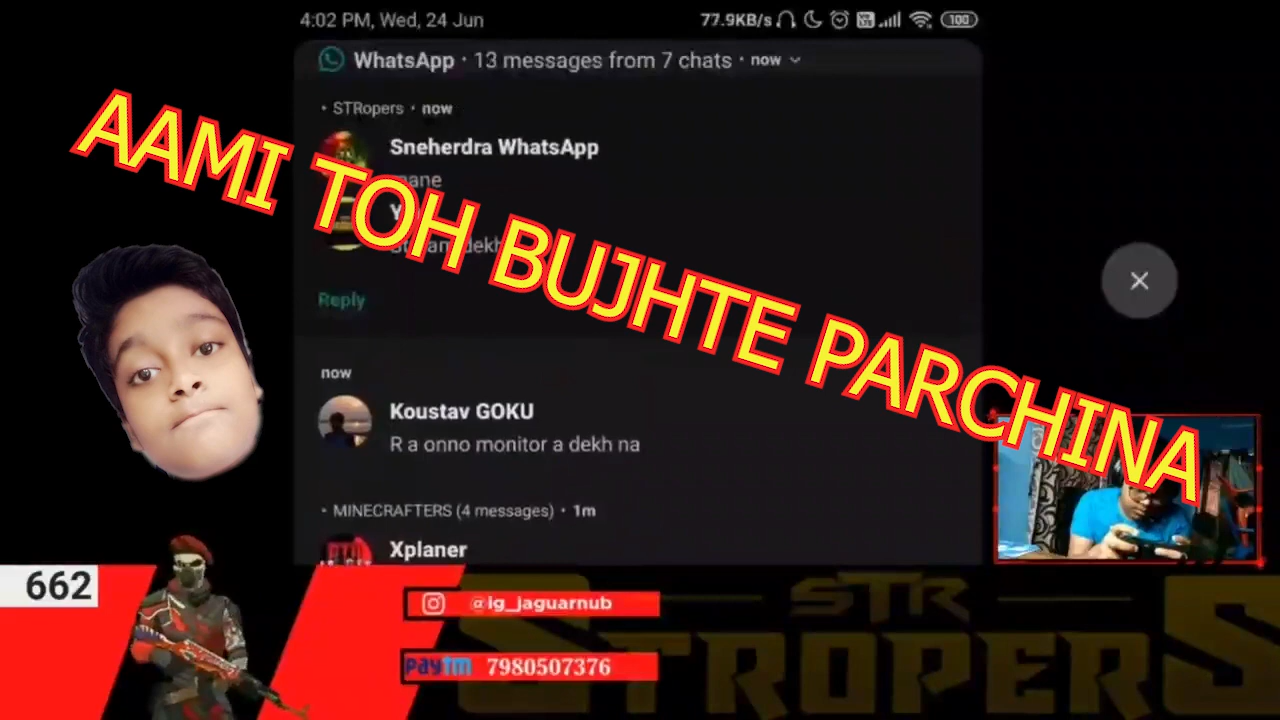 4:02 PM, Wed, 24 Jun
77.9KB/s
100
WhatsApp · 13 messages from 7 chats · now
• STRopers · now
Sneherdra WhatsApp
AAMI TOH BUJHTE PARCHINA
Reply
now
Koustav GOKU
R a onno monitor a dekh na
• MINECRAFTERS (4 messages) · 1m
Xplaner
662
@ig_jaguarnub
paytm 7980507376
STR
STROPERS